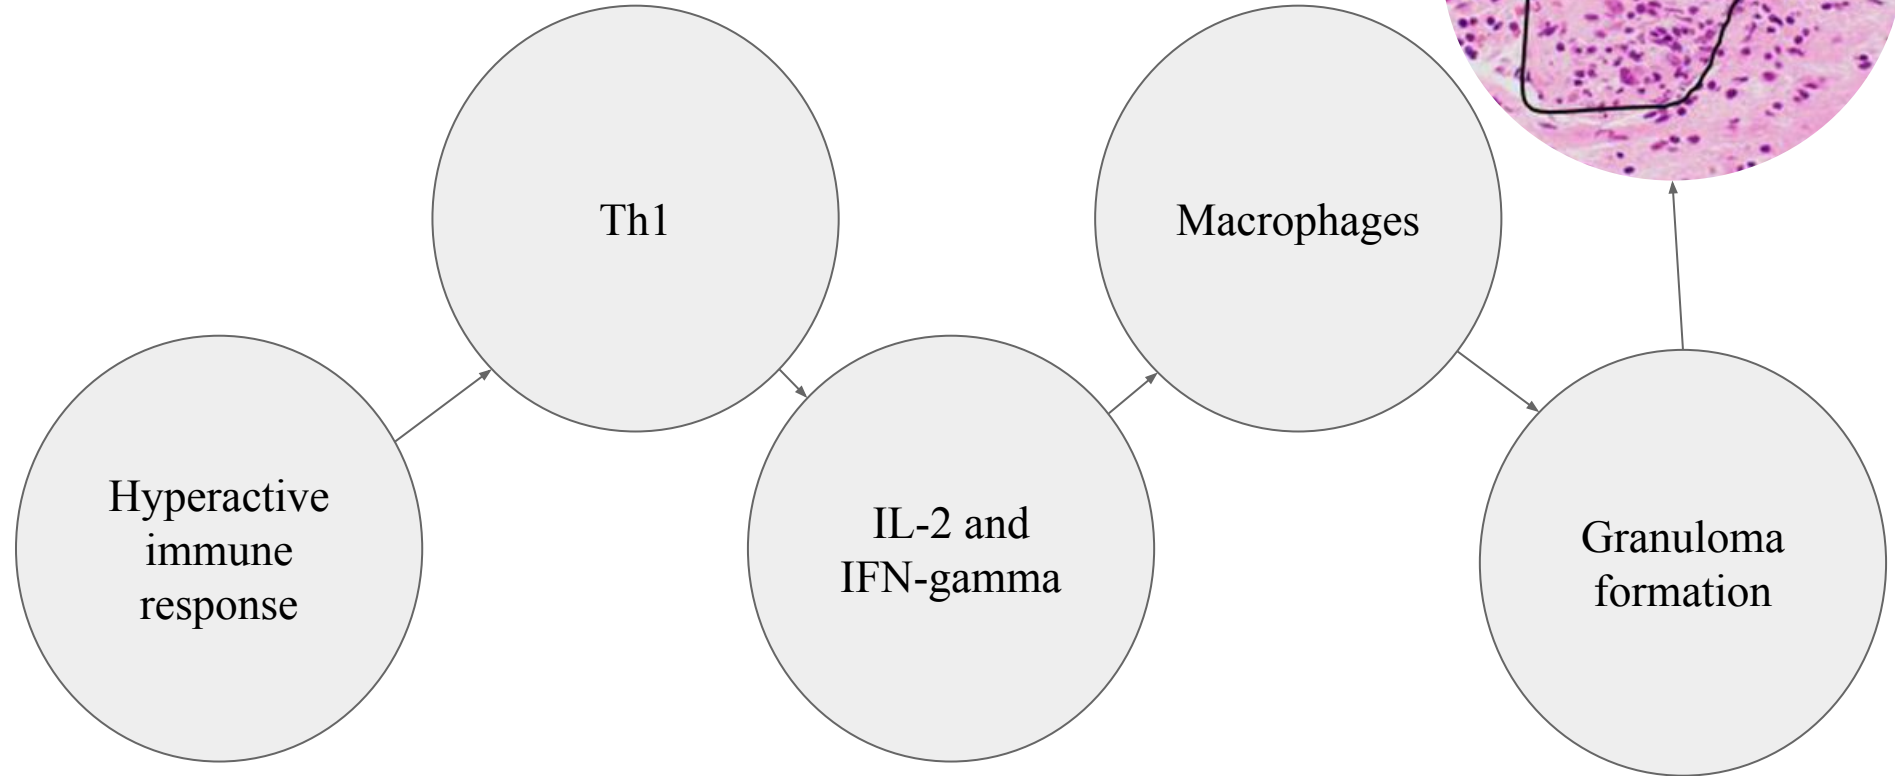 Hyperactive
immune
response
Th1
IL-2 and
IFN-gamma
Macrophages
Granuloma
formation